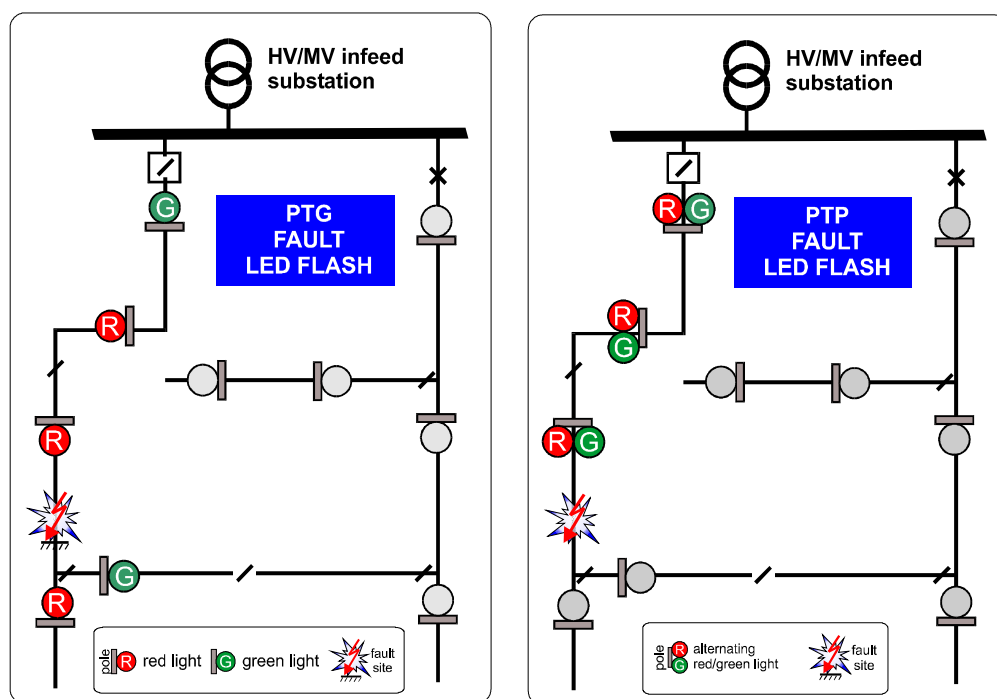 HV/MV infeed
substation
G
PTG
FAULT
LED FLASH
R
R
G
R
pole
R red light
G green light
fault
site
HV/MV infeed
substation
R G
PTP
FAULT
LED FLASH
R
G
R G
pole
R
G
alternating
red/green light
fault
site